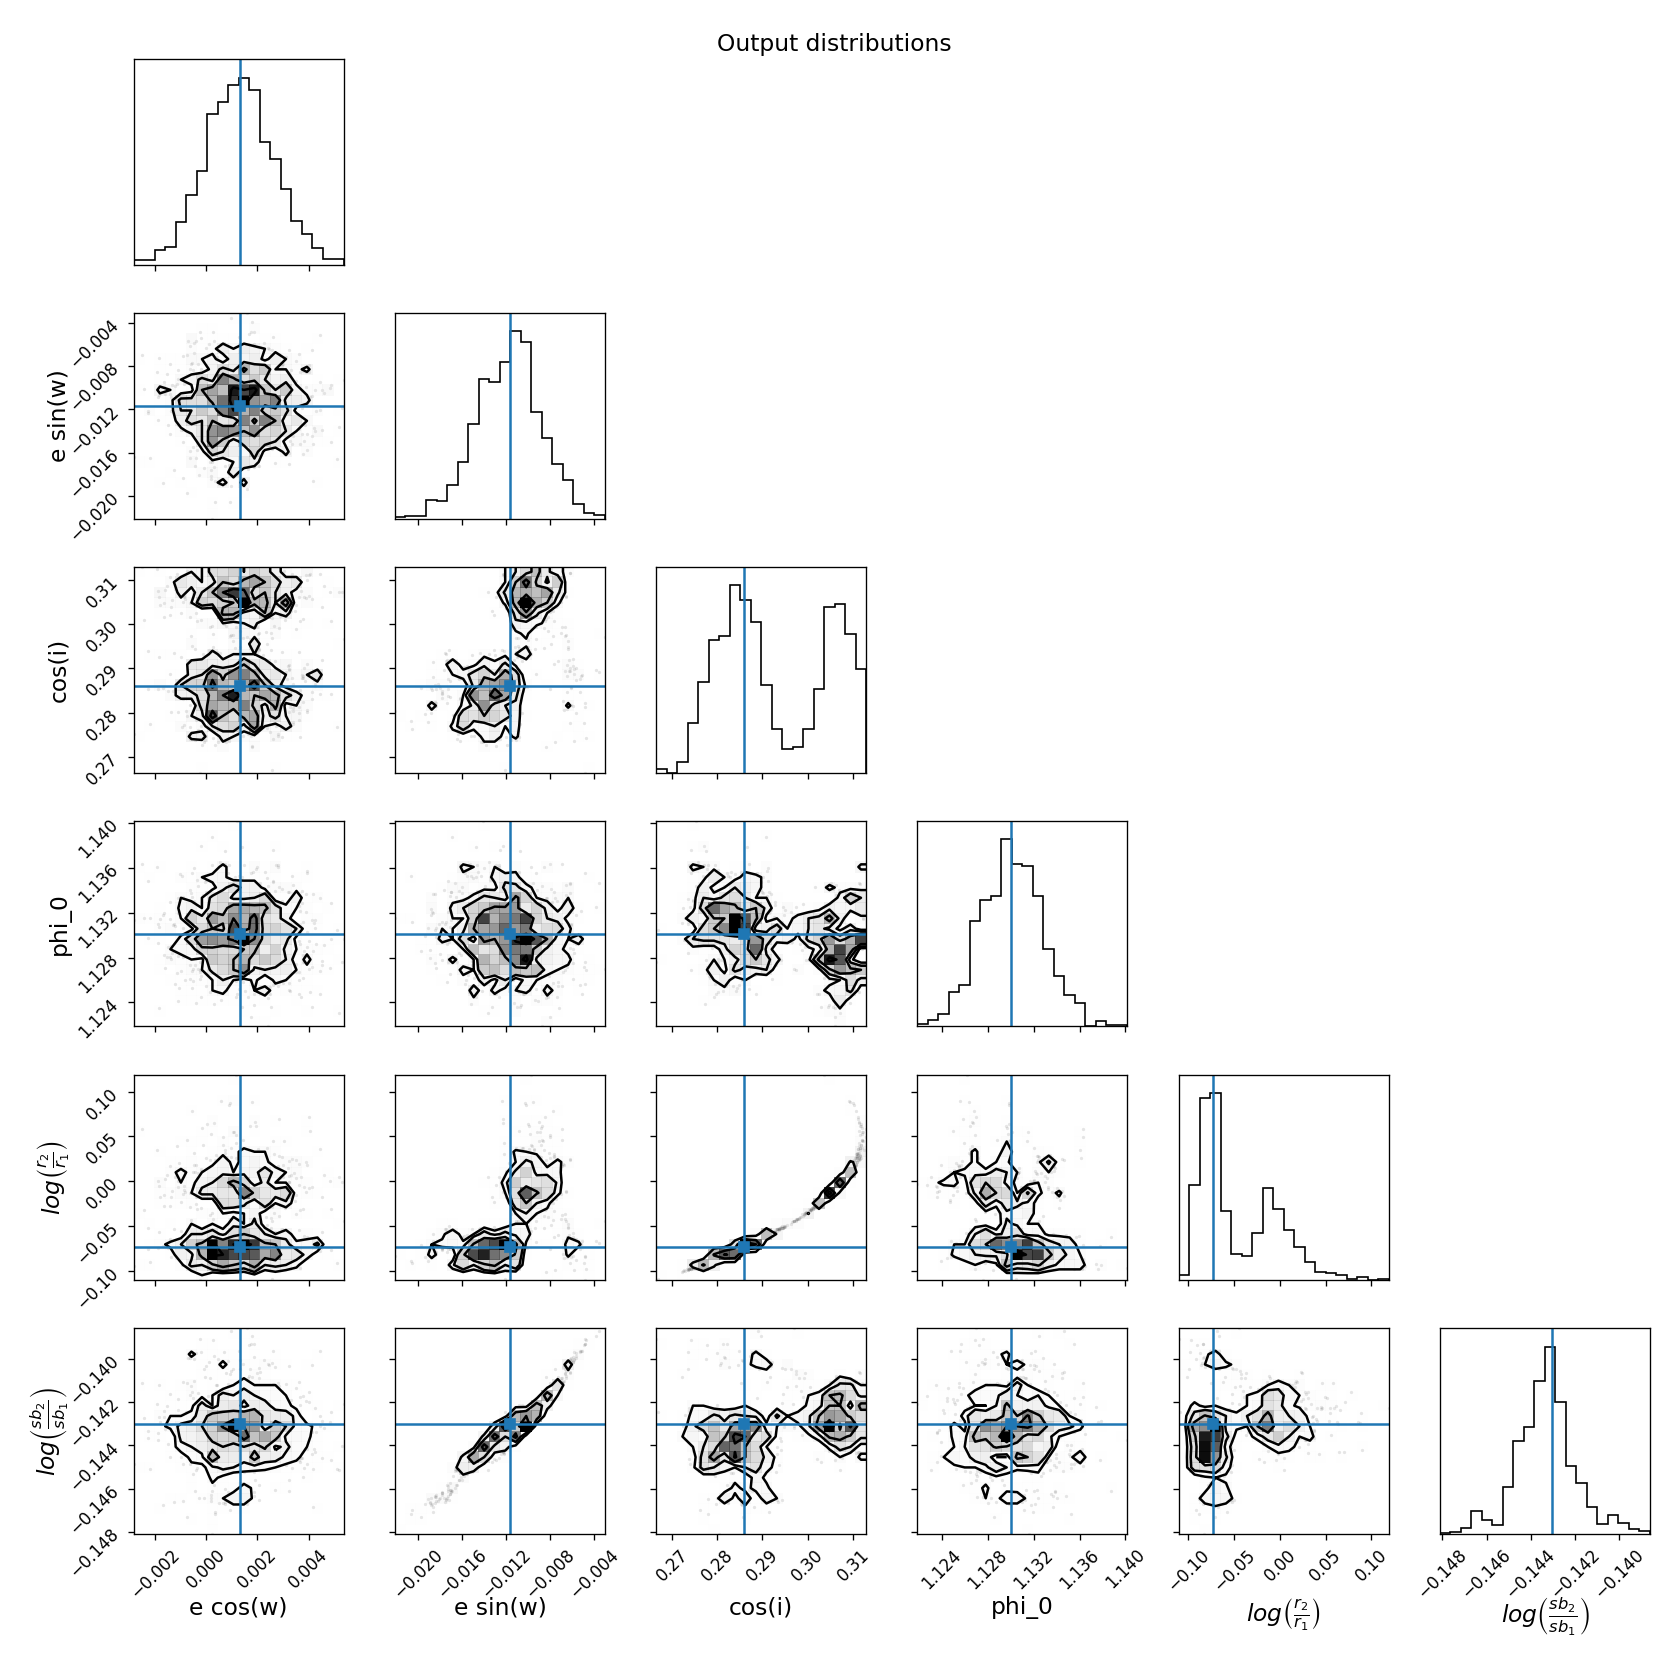 Output distributions
e sin(w)
−0.004
−0.008
−0.012
−0.016
−0.020
cos(i)
0.31
0.30
0.29
0.28
0.27
phi_0
1.140
1.136
1.132
1.128
1.124
log(r₂/r₁)
0.10
0.05
0.00
−0.05
−0.10
log(sb₂/sb₁)
−0.140
−0.142
−0.144
−0.146
−0.148
−0.002 0.000 0.002 0.004
−0.020 −0.016 −0.012 −0.008 −0.004
0.27 0.28 0.29 0.30 0.31
1.124 1.128 1.132 1.136 1.140
−0.10 −0.05 0.00 0.05 0.10
−0.148 −0.146 −0.144 −0.142 −0.140
e cos(w)
e sin(w)
cos(i)
phi_0
log(r₂/r₁)
log(sb₂/sb₁)